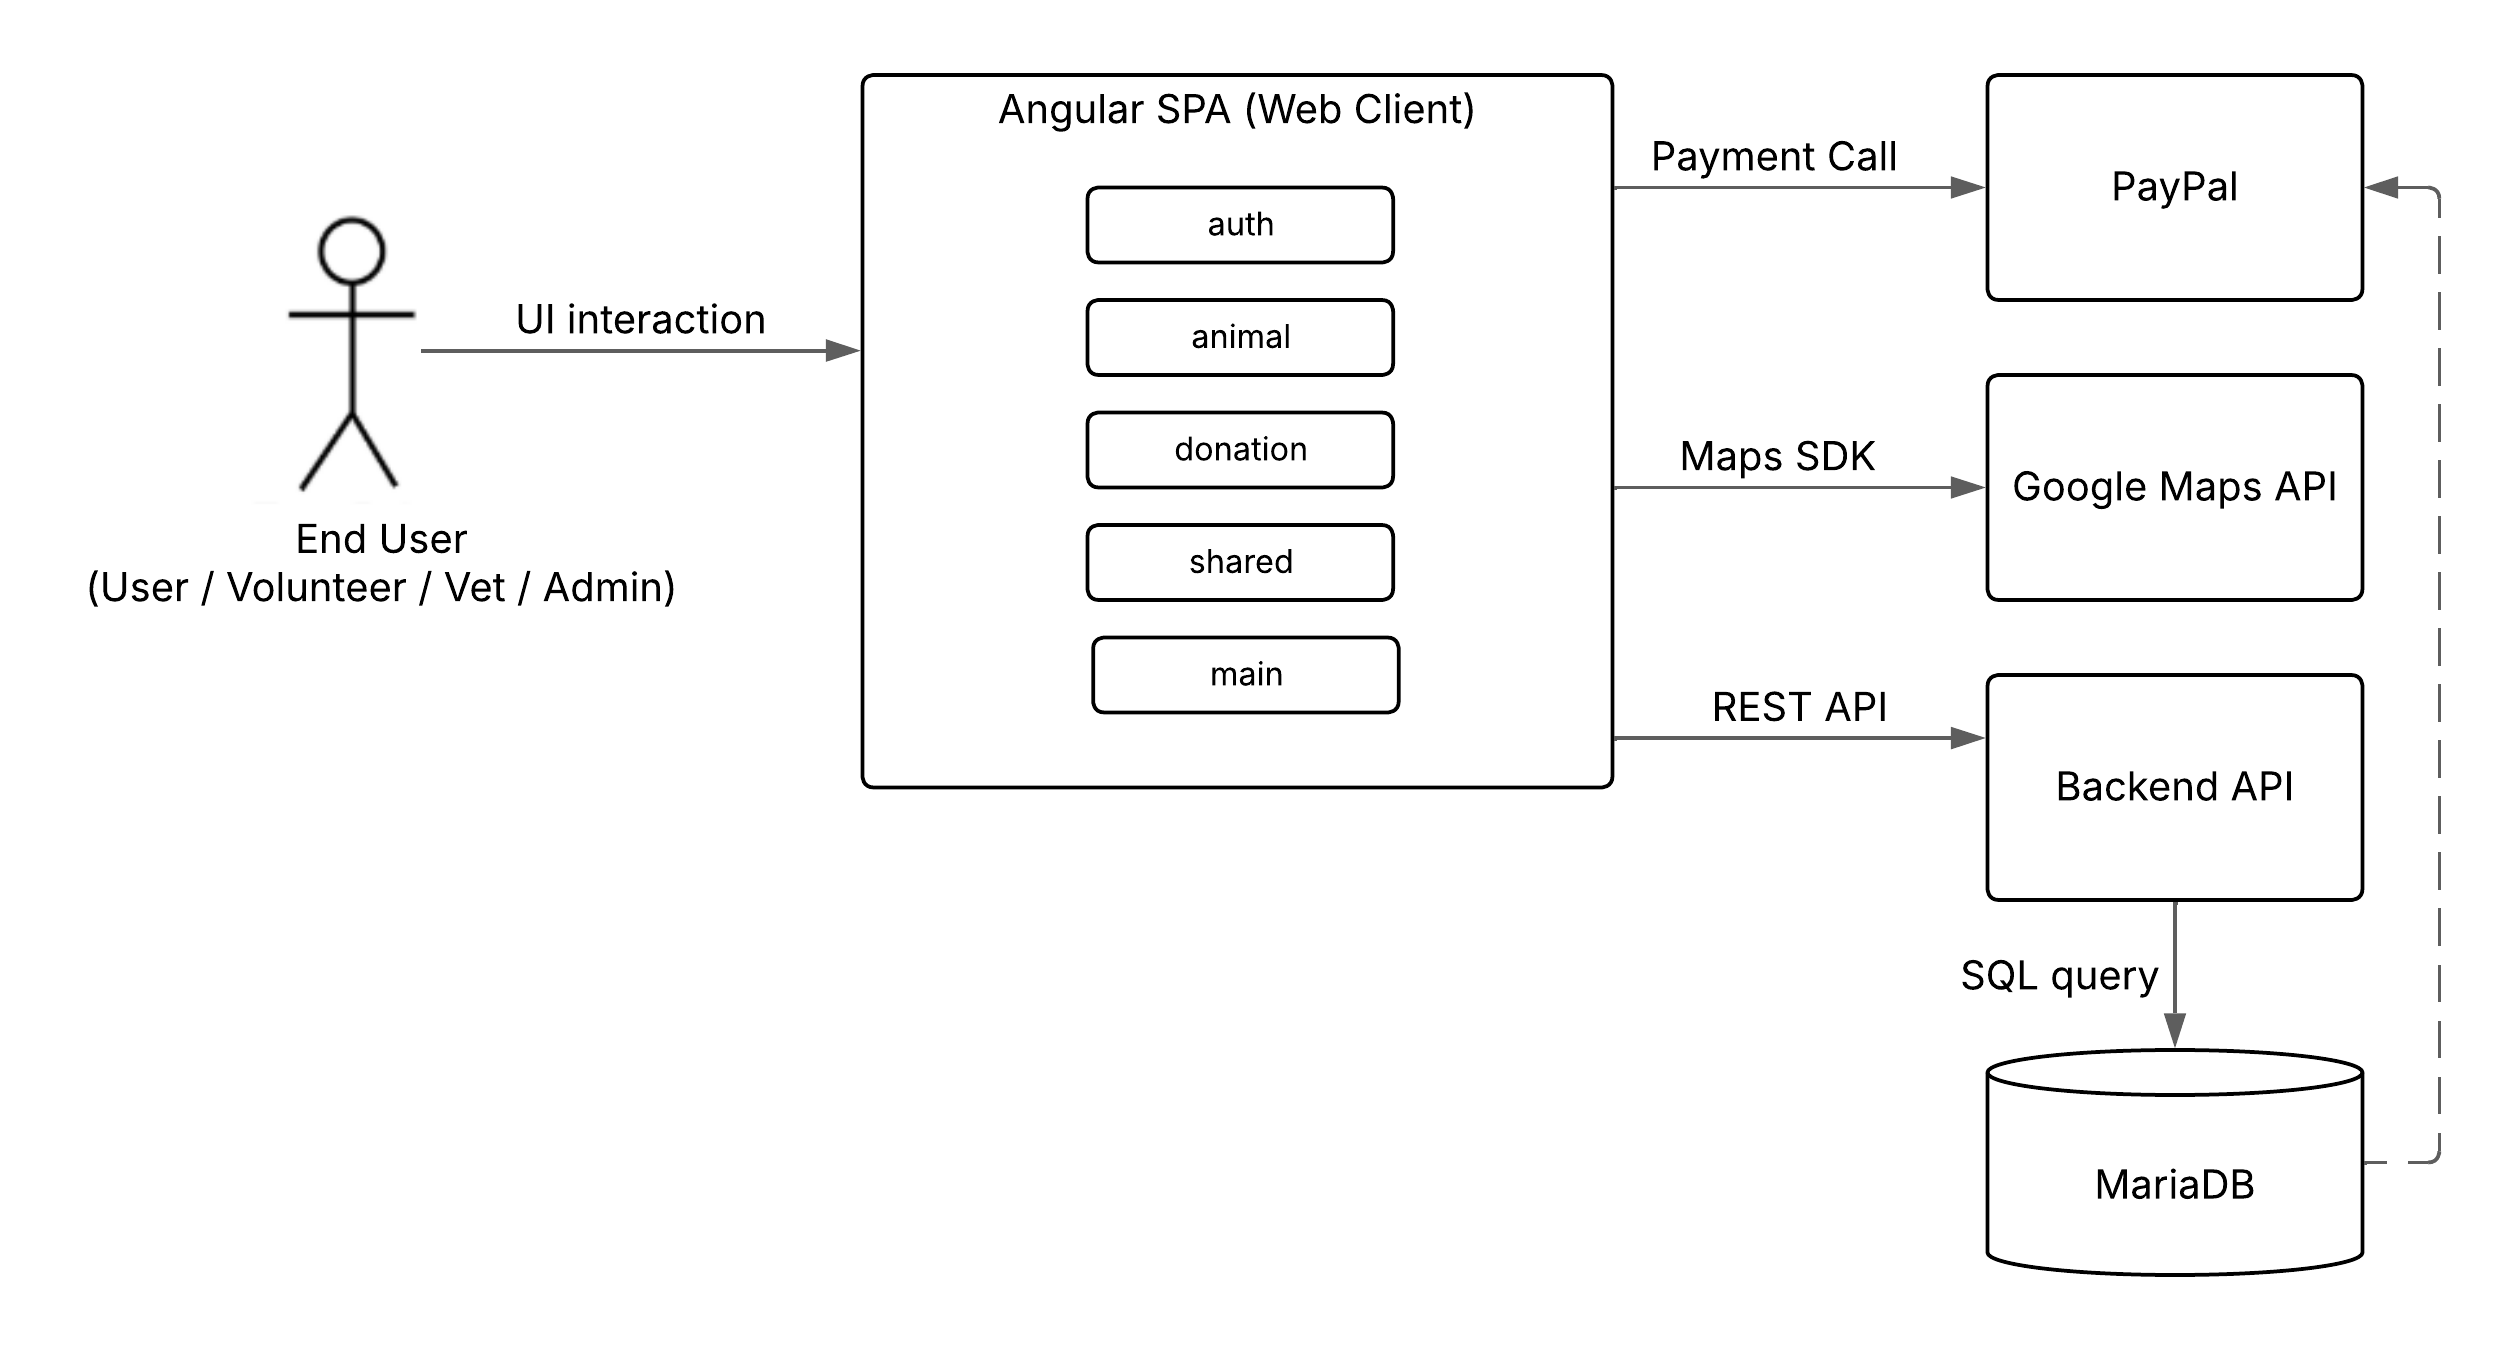 Angular SPA (Web Client)
auth
animal
donation
shared
main
UI interaction
End User
(User / Volunteer / Vet / Admin)
Payment Call
PayPal
Maps SDK
Google Maps API
REST API
Backend API
SQL query
MariaDB